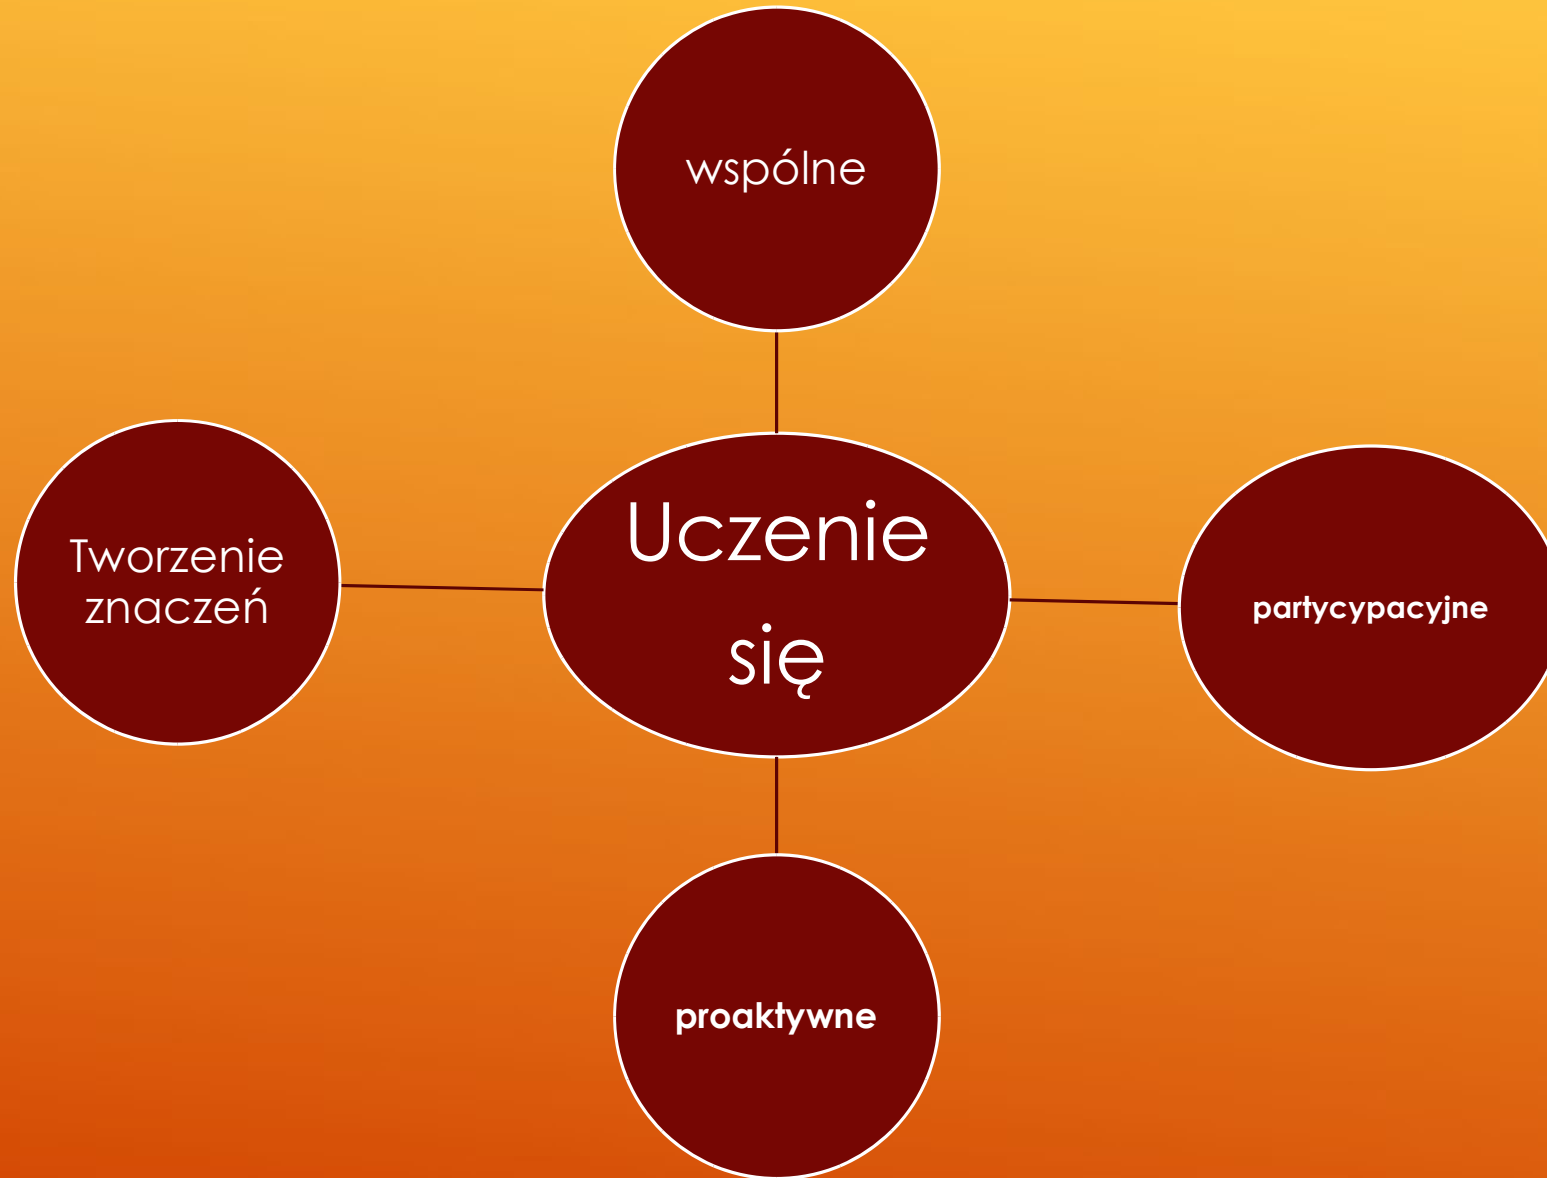 wspólne
Tworzenie
znaczeń
Uczenie
się
partycypacyjne
proaktywne